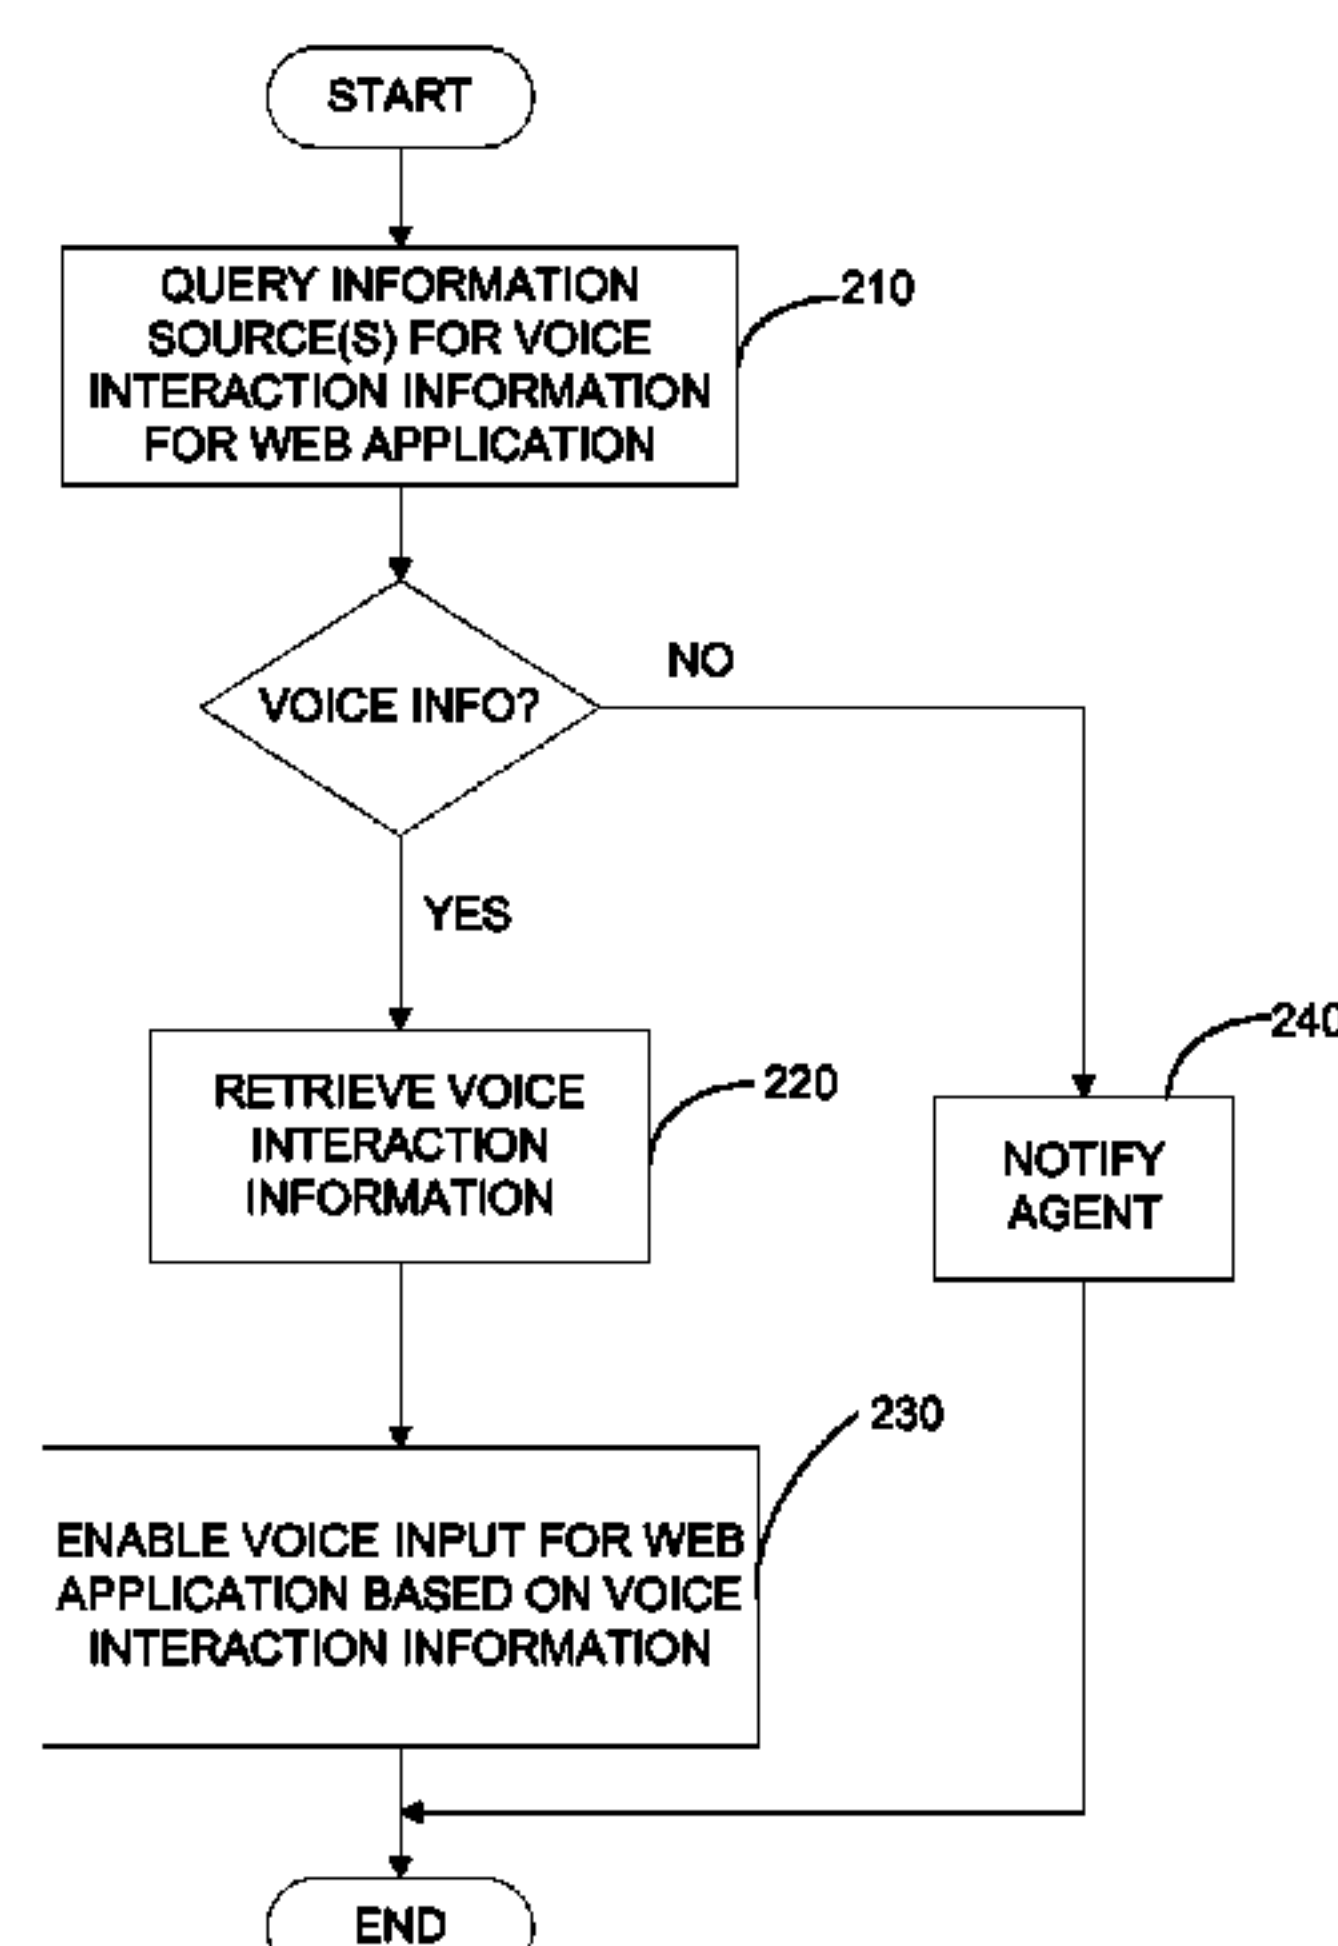 START
QUERY INFORMATION
SOURCE(S) FOR VOICE
INTERACTION INFORMATION
FOR WEB APPLICATION
210
VOICE INFO?
NO
YES
RETRIEVE VOICE
INTERACTION
INFORMATION
220
240
NOTIFY
AGENT
230
ENABLE VOICE INPUT FOR WEB
APPLICATION BASED ON VOICE
INTERACTION INFORMATION
END